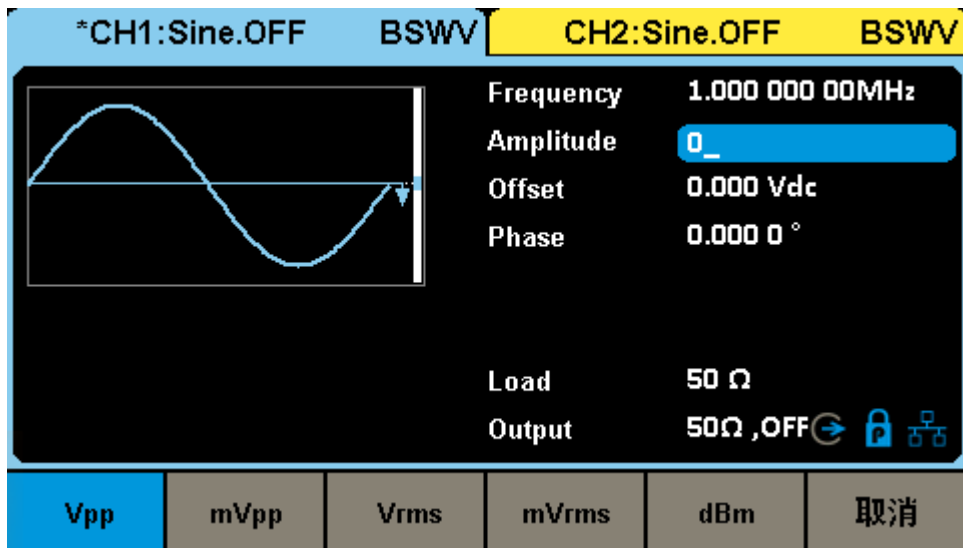 *CH1:Sine.OFF BSWV CH2:Sine.OFF BSWV
Frequency 1.000 000 00MHz
Amplitude 0_
Offset 0.000 Vdc
Phase 0.000 0 °
Load 50 Ω
Output 50Ω ,OFF P
Vpp mVpp Vrms mVrms dBm 取消